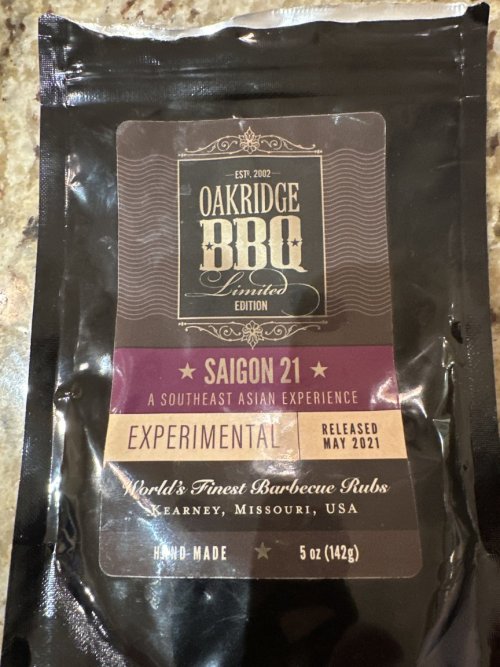 ESTD. 2002
OAKRIDGE
BBQ
Limited
EDITION
★ SAIGON 21 ★
A SOUTHEAST ASIAN EXPERIENCE
EXPERIMENTAL
RELEASED
MAY 2021
World's Finest Barbecue Rubs
KEARNEY, MISSOURI, USA
HAND MADE ★ 5 oz (142g)